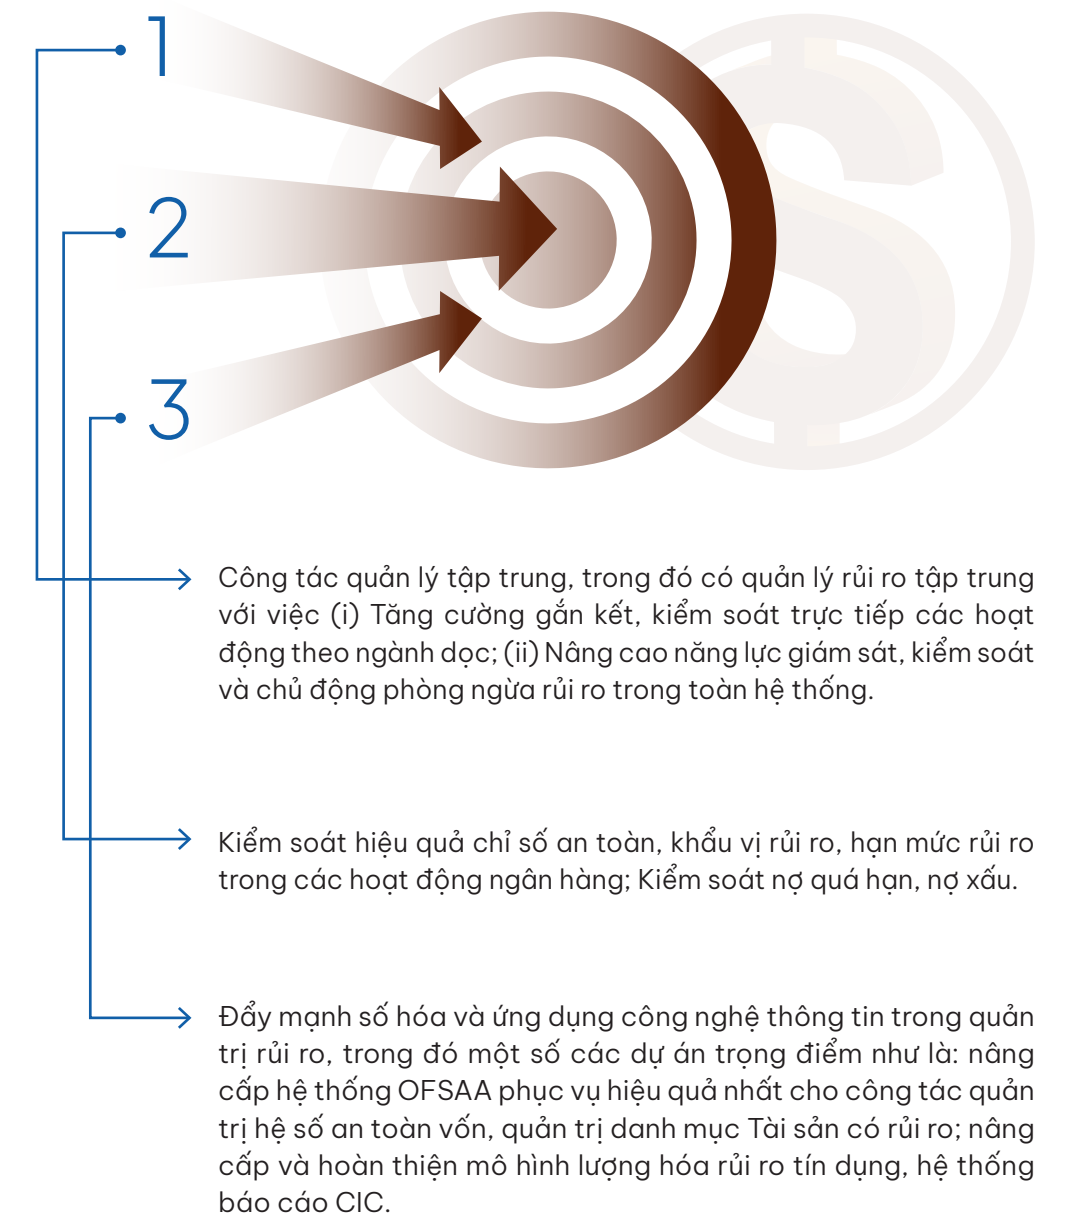 1
2
3
Công tác quản lý tập trung, trong đó có quản lý rủi ro tập trung
với việc (i) Tăng cường gắn kết, kiểm soát trực tiếp các hoạt
động theo ngành dọc; (ii) Nâng cao năng lực giám sát, kiểm soát
và chủ động phòng ngừa rủi ro trong toàn hệ thống.
Kiểm soát hiệu quả chỉ số an toàn, khẩu vị rủi ro, hạn mức rủi ro
trong các hoạt động ngân hàng; Kiểm soát nợ quá hạn, nợ xấu.
Đẩy mạnh số hóa và ứng dụng công nghệ thông tin trong quản
trị rủi ro, trong đó một số các dự án trọng điểm như là: nâng
cấp hệ thống OFSAA phục vụ hiệu quả nhất cho công tác quản
trị hệ số an toàn vốn, quản trị danh mục Tài sản có rủi ro; nâng
cấp và hoàn thiện mô hình lượng hóa rủi ro tín dụng, hệ thống
báo cáo CIC.